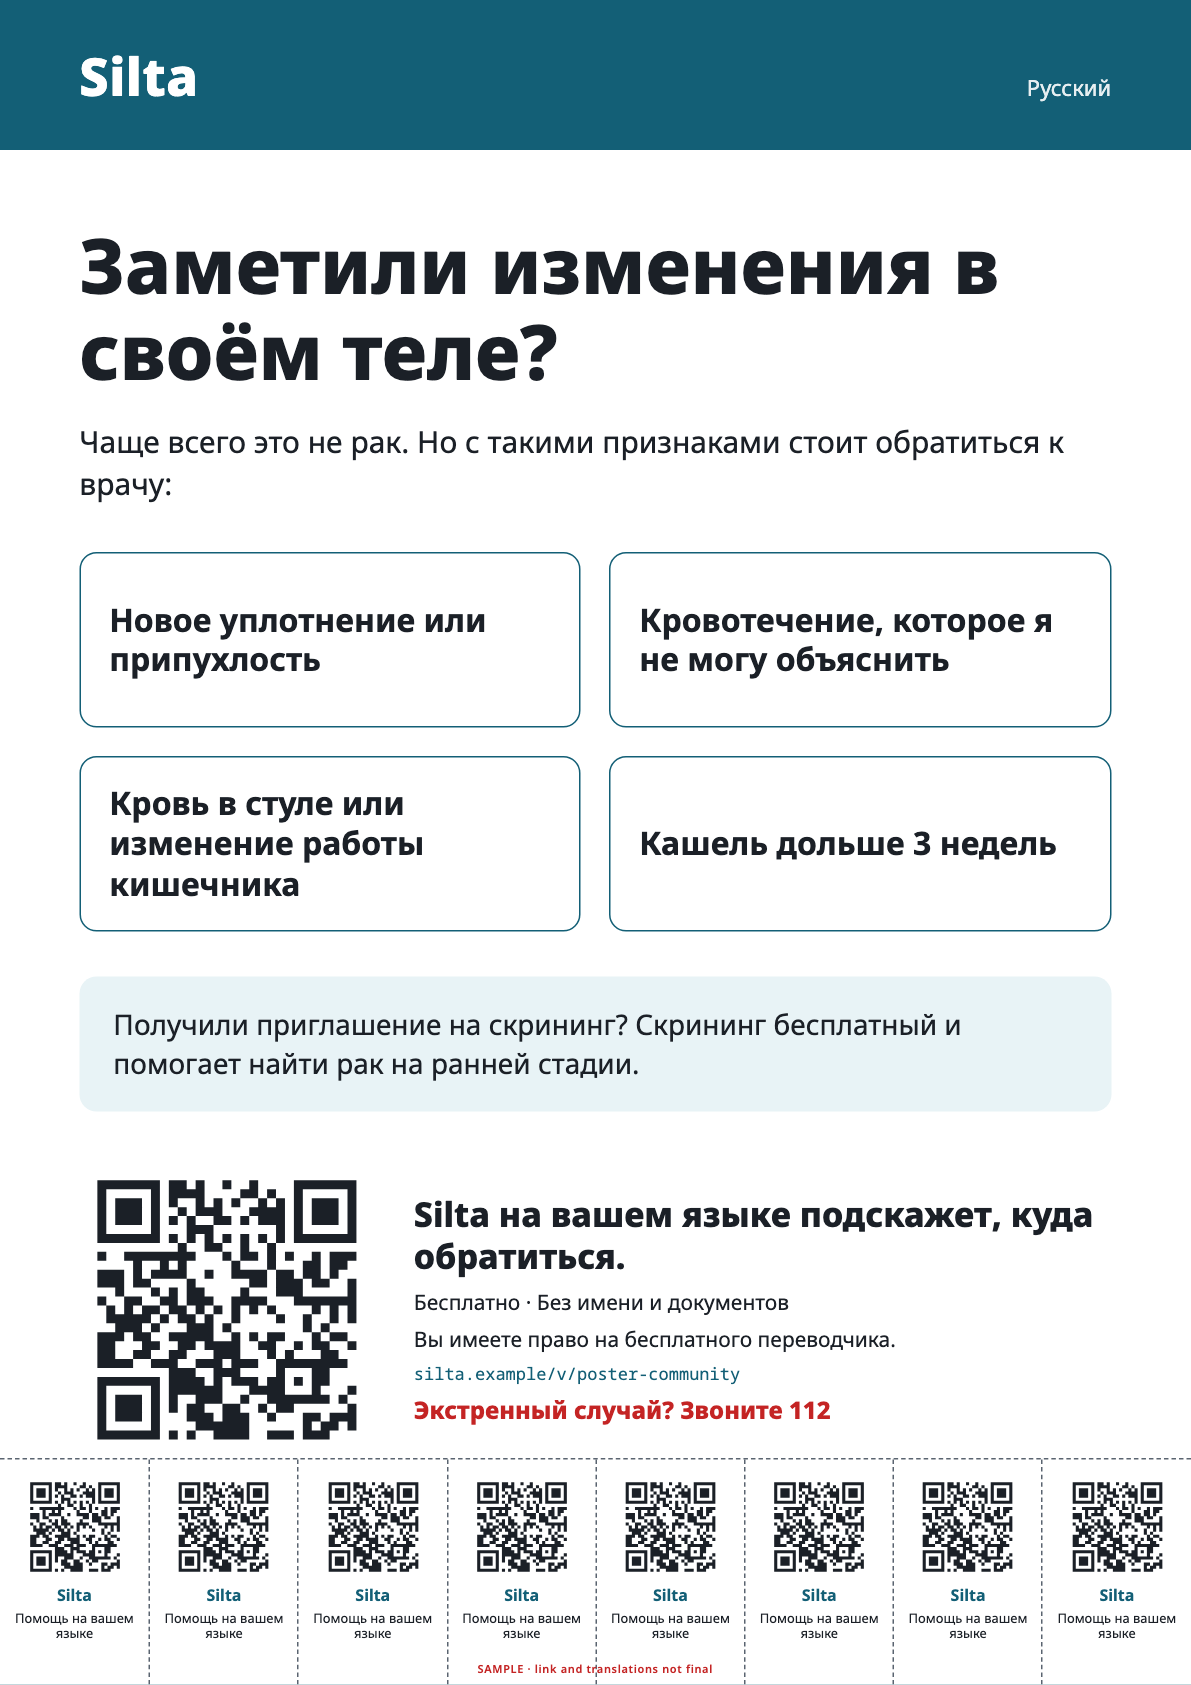 Silta
Русский
Заметили изменения в
своём теле?
Чаще всего это не рак. Но с такими признаками стоит обратиться к
врачу:
Новое уплотнение или
припухлость
Кровотечение, которое я
не могу объяснить
Кровь в стуле или
изменение работы
кишечника
Кашель дольше 3 недель
Получили приглашение на скрининг? Скрининг бесплатный и
помогает найти рак на ранней стадии.
Silta на вашем языке подскажет, куда
обратиться.
Бесплатно · Без имени и документов
Вы имеете право на бесплатного переводчика.
silta.example/v/poster-community
Экстренный случай? Звоните 112
Silta
Помощь на вашем
языке
Silta
Помощь на вашем
языке
Silta
Помощь на вашем
языке
Silta
Помощь на вашем
языке
Silta
Помощь на вашем
языке
Silta
Помощь на вашем
языке
Silta
Помощь на вашем
языке
Silta
Помощь на вашем
языке
SAMPLE · link and translations not final